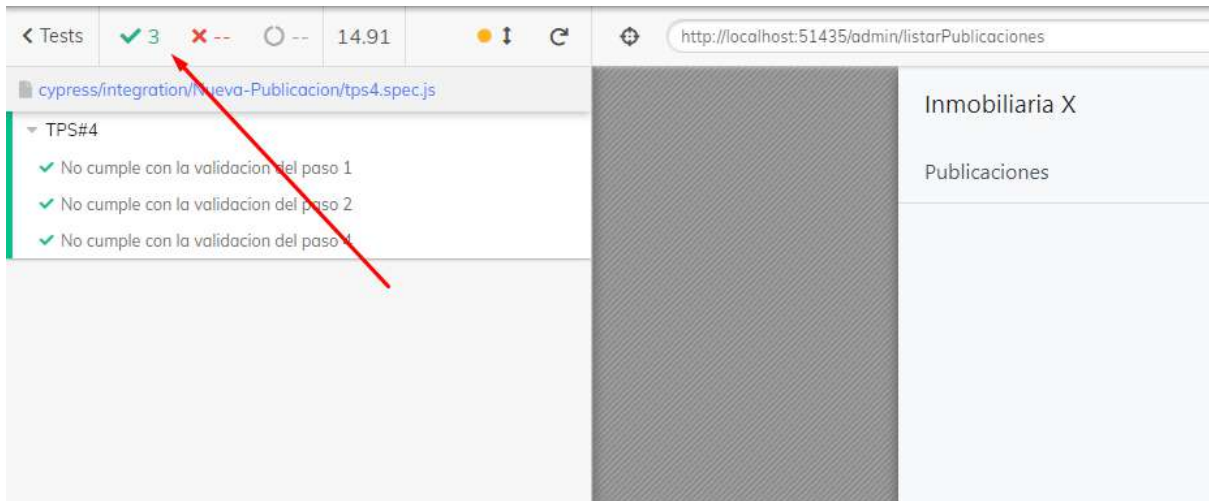 Tests 3 -- -- 14.91 http://localhost:51435/admin/listarPublicaciones
cypress/integration/Nueva-Publicacion/tps4.spec.js
TPS#4
No cumple con la validacion del paso 1
No cumple con la validacion del paso 2
No cumple con la validacion del paso 4
Inmobiliaria X
Publicaciones